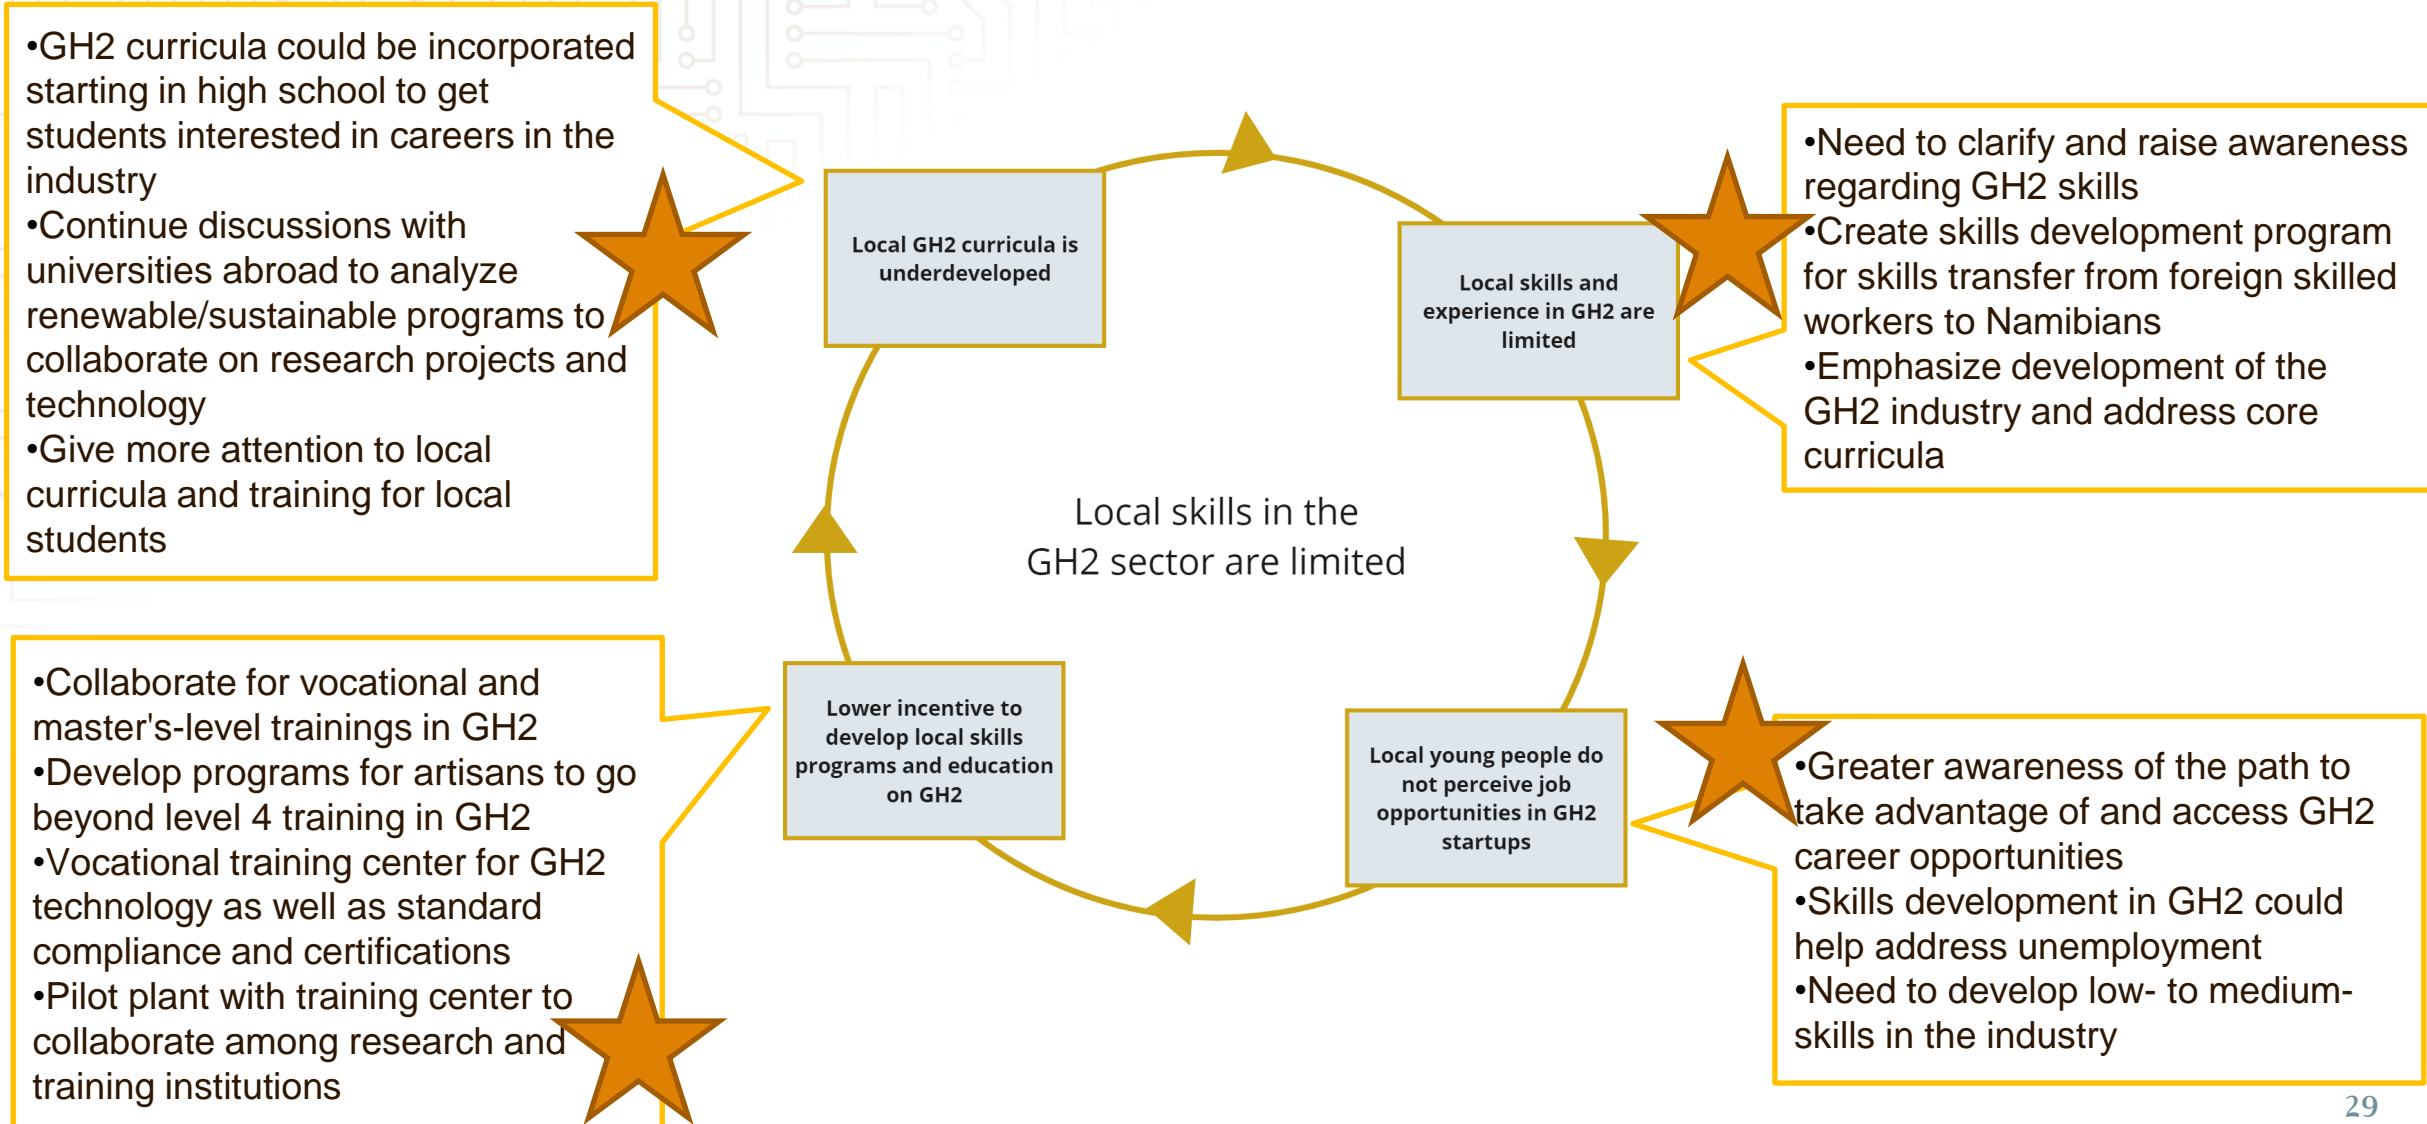 •GH2 curricula could be incorporated
starting in high school to get
students interested in careers in the
industry
•Continue discussions with
universities abroad to analyze
renewable/sustainable programs to
collaborate on research projects and
technology
•Give more attention to local
curricula and training for local
students
Local GH2 curricula is
underdeveloped
Local skills and
experience in GH2 are
limited
•Need to clarify and raise awareness
regarding GH2 skills
•Create skills development program
for skills transfer from foreign skilled
workers to Namibians
•Emphasize development of the
GH2 industry and address core
curricula
Local skills in the
GH2 sector are limited
•Collaborate for vocational and
master's-level trainings in GH2
•Develop programs for artisans to go
beyond level 4 training in GH2
•Vocational training center for GH2
technology as well as standard
compliance and certifications
•Pilot plant with training center to
collaborate among research and
training institutions
Lower incentive to
develop local skills
programs and education
on GH2
Local young people do
not perceive job
opportunities in GH2
startups
•Greater awareness of the path to
take advantage of and access GH2
career opportunities
•Skills development in GH2 could
help address unemployment
•Need to develop low- to medium-
skills in the industry
29